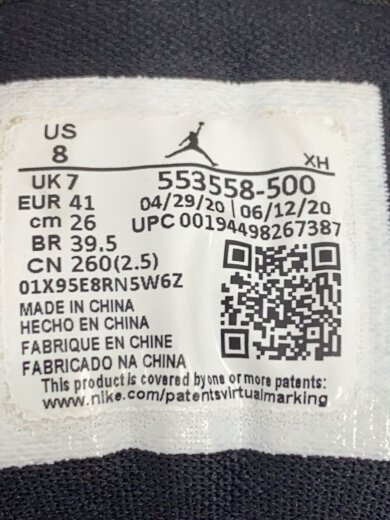 US
8
XH
UK 7
553558-500
EUR 41
04/29/20 | 06/12/20
cm 26
UPC 00194498267387
BR 39.5
CN 260(2.5)
01X95E8RN5W6Z
MADE IN CHINA
HECHO EN CHINA
FABRIQUE EN CHINE
FABRICADO NA CHINA
This product is covered by one or more patents:
www.nike.com/patentsvirtualmarking